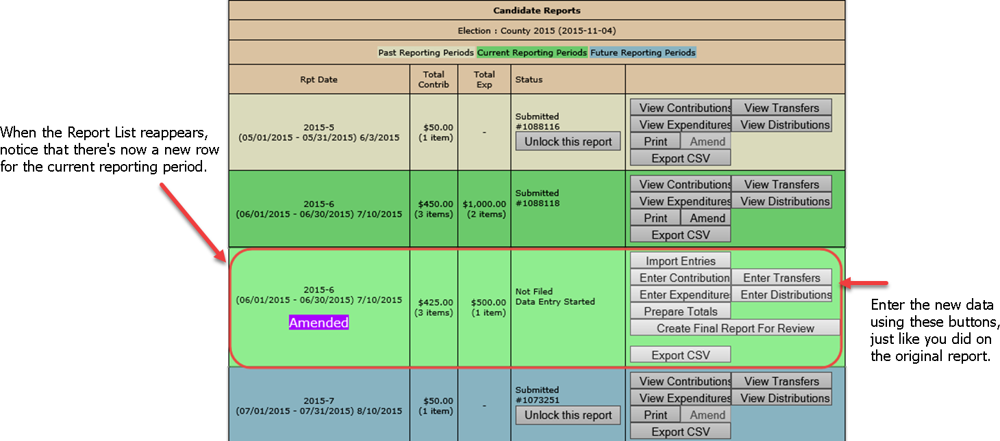 Candidate Reports
Election : County 2015 (2015-11-04)
Past Reporting Periods Current Reporting Periods Future Reporting Periods
Rpt Date
Total
Contrib
Total
Exp
Status
2015-5
(05/01/2015 - 05/31/2015) 6/3/2015
$50.00
(1 item)
-
Submitted
#1088116
Unlock this report
View Contributions View Transfers
View Expenditures View Distributions
Print Amend
Export CSV
When the Report List reappears,
notice that there's now a new row
for the current reporting period.
2015-6
(06/01/2015 - 06/30/2015) 7/10/2015
$450.00
(3 items)
$1,000.00
(2 items)
Submitted
#1088118
View Contributions View Transfers
View Expenditures View Distributions
Print Amend
Export CSV
2015-6
(06/01/2015 - 06/30/2015) 7/10/2015
Amended
$425.00
(3 items)
$500.00
(1 item)
Not Filed
Data Entry Started
Import Entries
Enter Contribution Enter Transfers
Enter Expenditure Enter Distributions
Prepare Totals
Create Final Report For Review
Export CSV
Enter the new data
using these buttons,
just like you did on
the original report.
2015-7
(07/01/2015 - 07/31/2015) 8/10/2015
$50.00
(1 item)
-
Submitted
#1073251
Unlock this report
View Contributions View Transfers
View Expenditures View Distributions
Print Amend
Export CSV